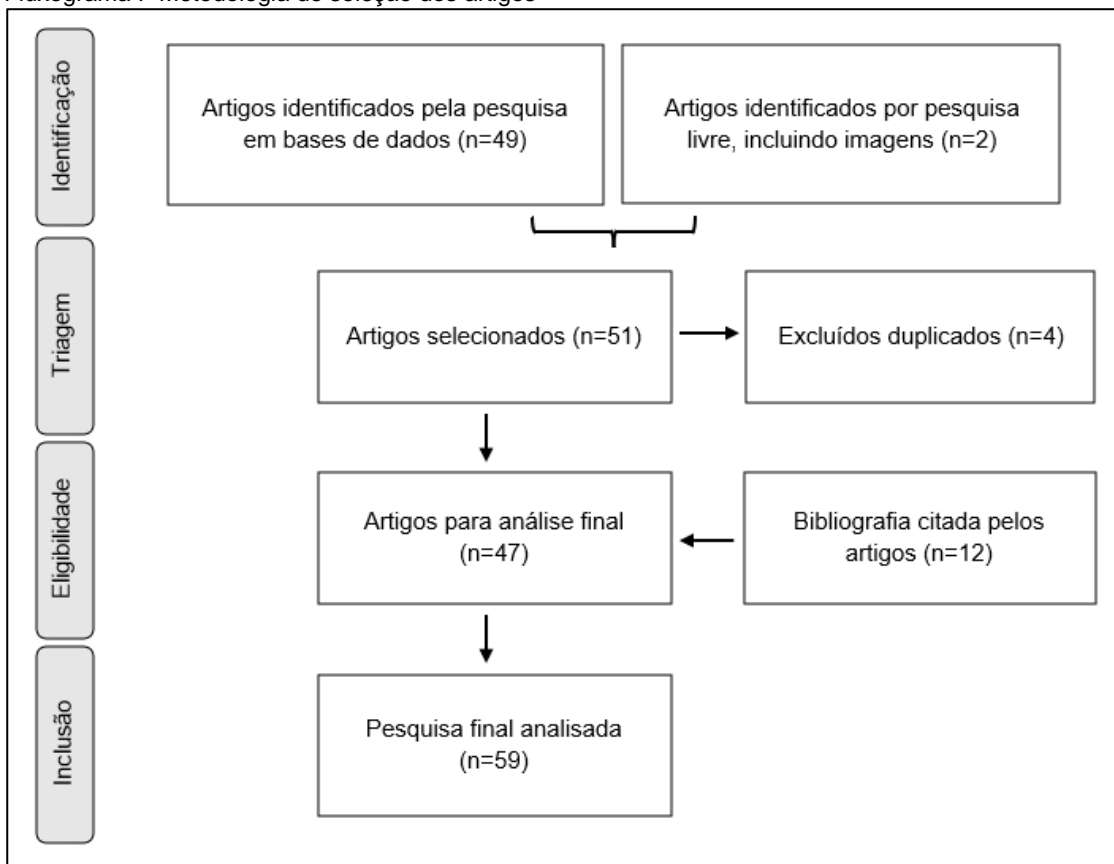 Identificação
Artigos identificados pela pesquisa
em bases de dados (n=49)
Artigos identificados por pesquisa
livre, incluindo imagens (n=2)
Triagem
Artigos selecionados (n=51)
Excluídos duplicados (n=4)
Eligibilidade
Artigos para análise final
(n=47)
Bibliografia citada pelos
artigos (n=12)
Inclusão
Pesquisa final analisada
(n=59)